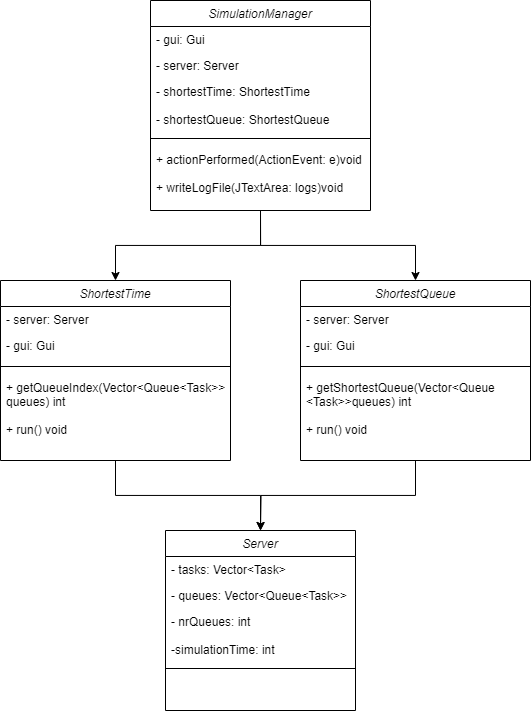 SimulationManager
- gui: Gui
- server: Server
- shortestTime: ShortestTime
- shortestQueue: ShortestQueue
+ actionPerformed(ActionEvent: e)void
+ writeLogFile(JTextArea: logs)void
ShortestTime
- server: Server
- gui: Gui
+ getQueueIndex(Vector<Queue<Task>>
queues) int
+ run() void
ShortestQueue
- server: Server
- gui: Gui
+ getShortestQueue(Vector<Queue
<Task>>queues) int
+ run() void
Server
- tasks: Vector<Task>
- queues: Vector<Queue<Task>>
- nrQueues: int
-simulationTime: int